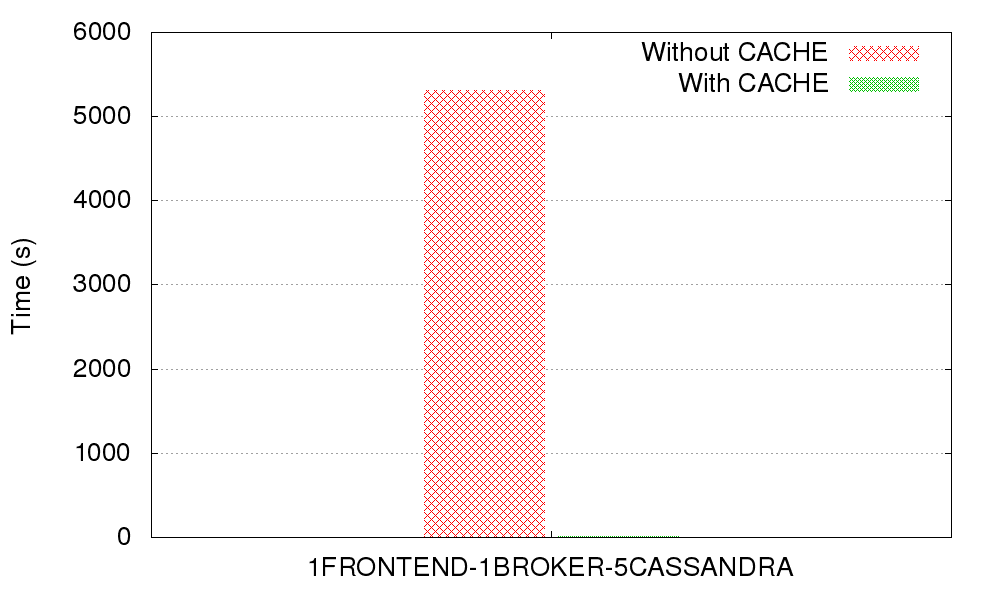 6000
Without CACHE
With CACHE
5000
4000
3000
2000
1000
0
Time (s)
1FRONTEND-1BROKER-5CASSANDRA